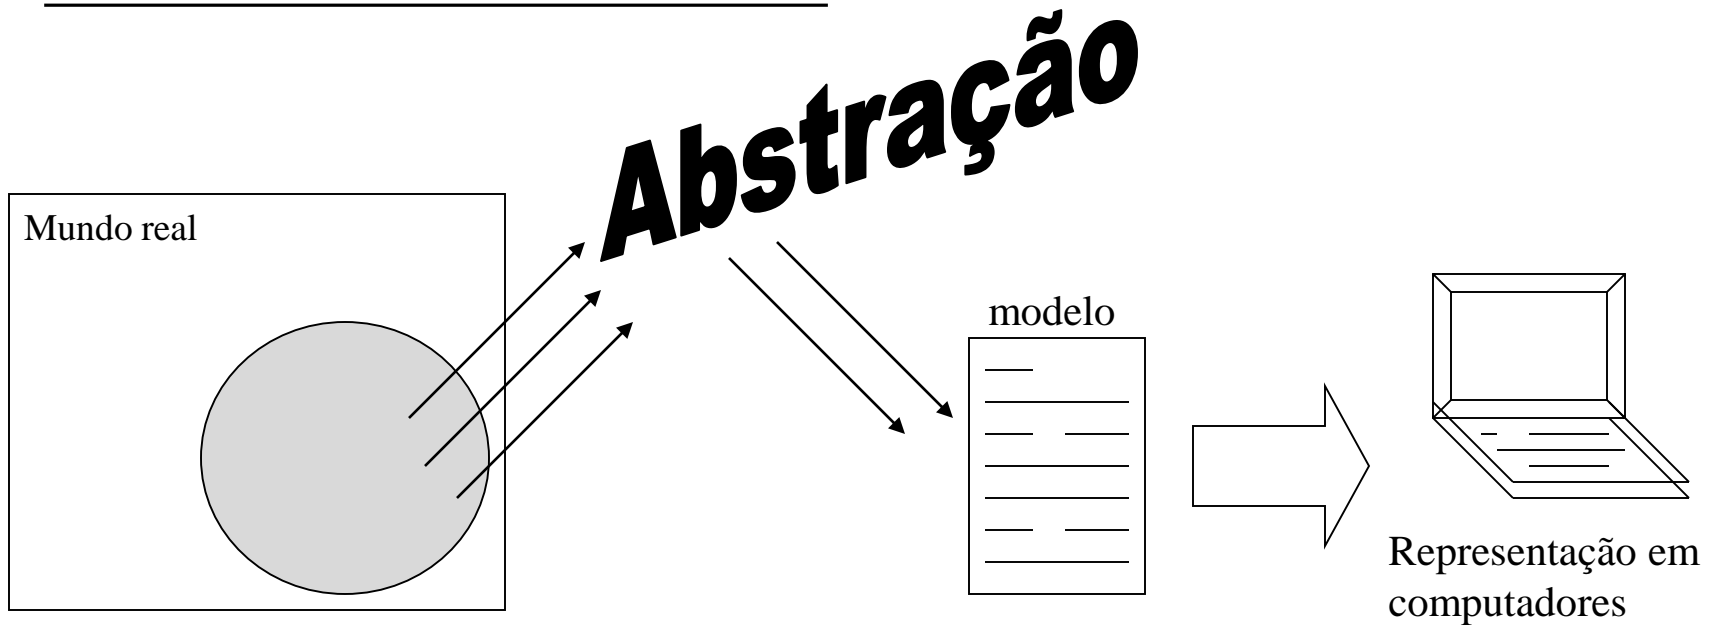 Abstração
Mundo real
modelo
Representação em
computadores